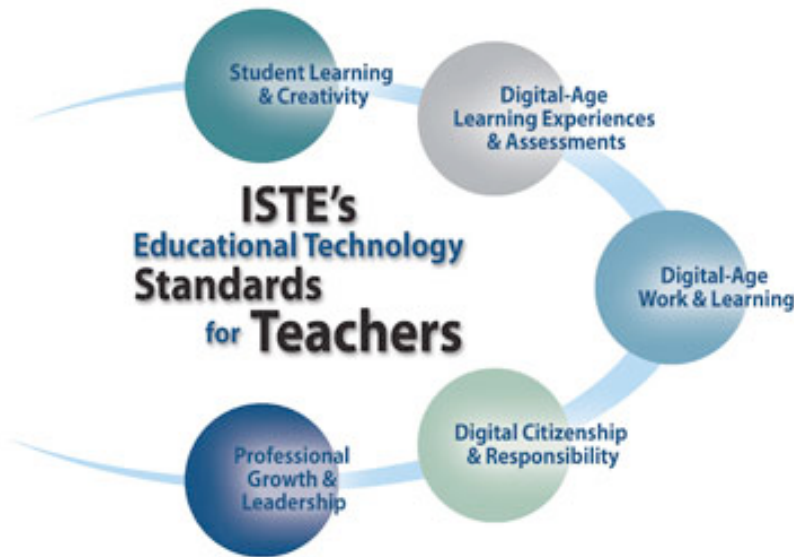 Student Learning
& Creativity
Digital-Age
Learning Experiences
& Assessments
ISTE's
Educational Technology
Standards
for Teachers
Digital-Age
Work & Learning
Digital Citizenship
& Responsibility
Professional
Growth &
Leadership